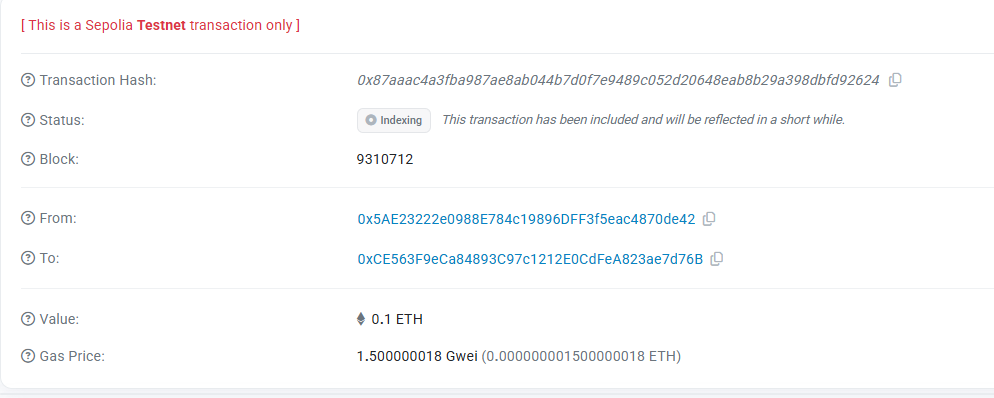 [ This is a Sepolia Testnet transaction only ]
Transaction Hash: 0x87aaac4a3fba987ae8ab044b7d0f7e9489c052d20648eab8b29a398dbfd92624
Status: Indexing This transaction has been included and will be reflected in a short while.
Block: 9310712
From: 0x5AE23222e0988E784c19896DFF3f5eac4870de42
To: 0xCE563F9eCa84893C97c1212E0CdFeA823ae7d76B
Value: 0.1 ETH
Gas Price: 1.500000018 Gwei (0.000000001500000018 ETH)